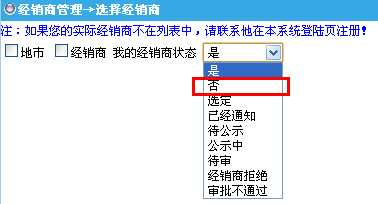 经销商管理→选择经销商
注：如果您的实际经销商不在列表中，请联系他在本系统登陆页注册！
地市 经销商 我的经销商状态 是
是
否
选定
已经通知
待公示
公示中
待审
经销商拒绝
审批不通过